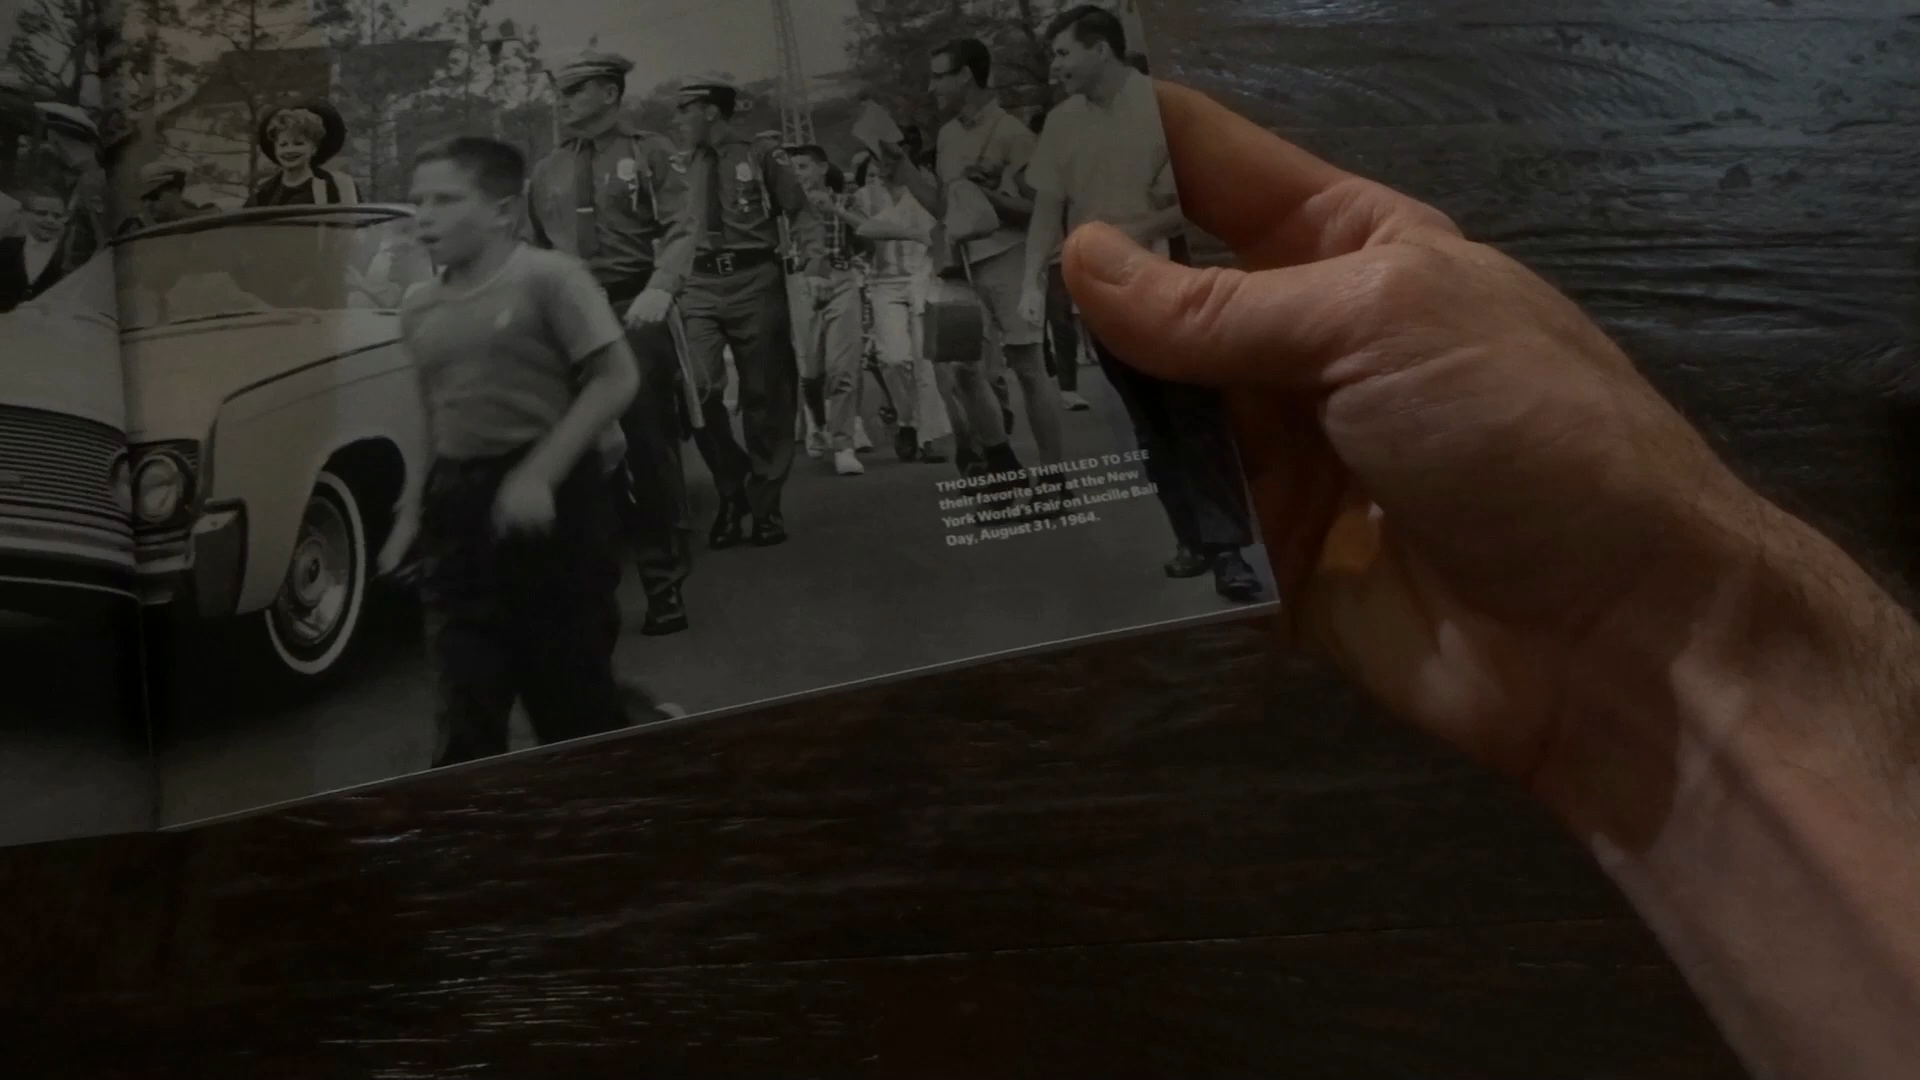 THOUSANDS THRILLED TO SEE
their favorite star at the New
York World's Fair on Lucille Ball
Day, August 31, 1964.